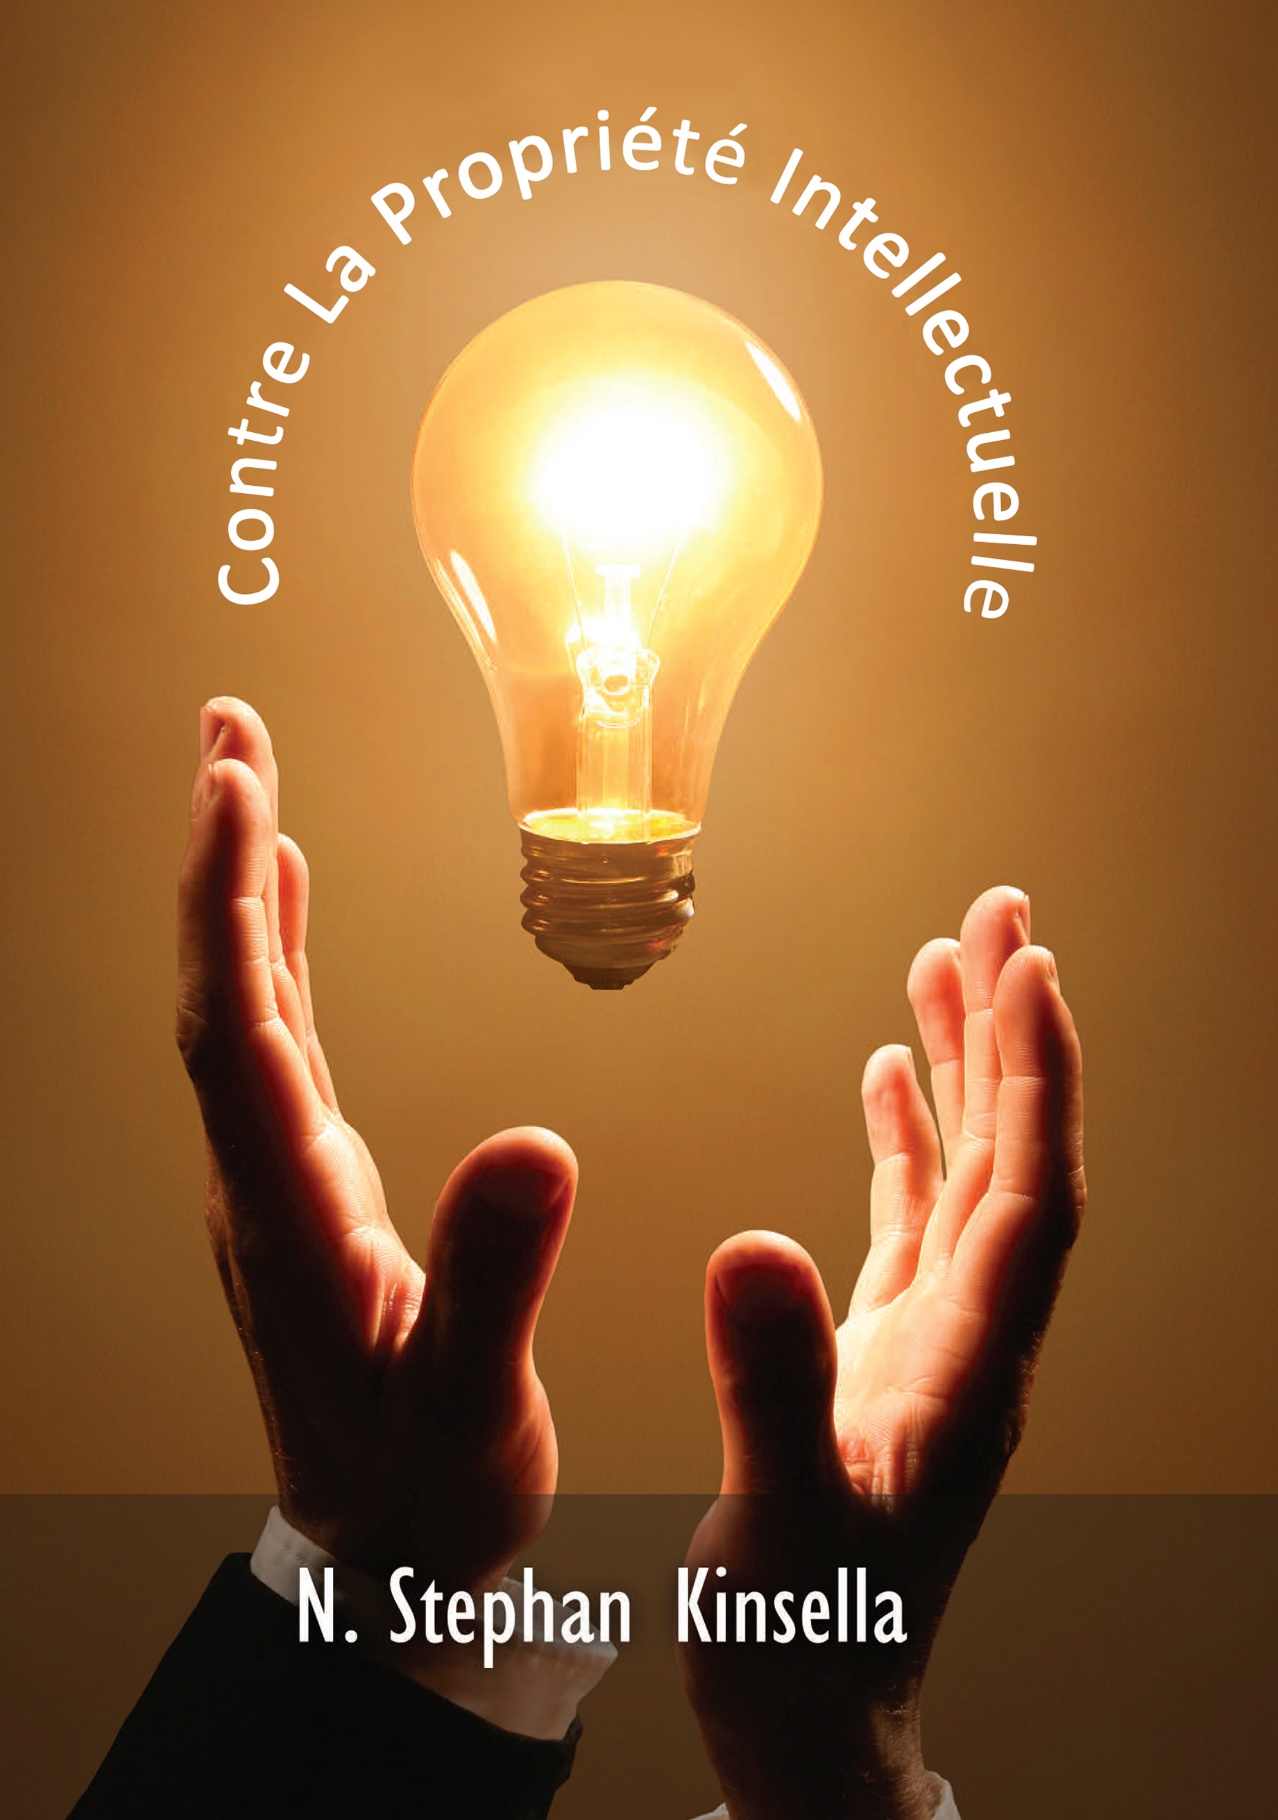 Contre La Propriété Intellectuelle
N. Stephan Kinsella